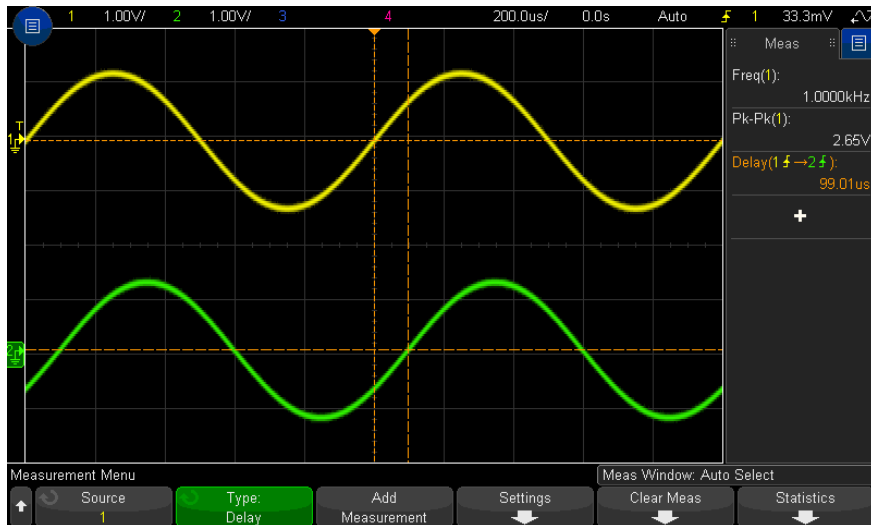 1 1.00V/ 2 1.00V/ 3 4 200.0us/ 0.0s Auto 1 33.3mV
Meas
Freq(1):
1.0000kHz
Pk-Pk(1):
2.65V
Delay(1→2):
99.01us
+
T
1
2
Measurement Menu
Meas Window: Auto Select
Source
1
Type:
Delay
Add
Measurement
Settings
Clear Meas
Statistics